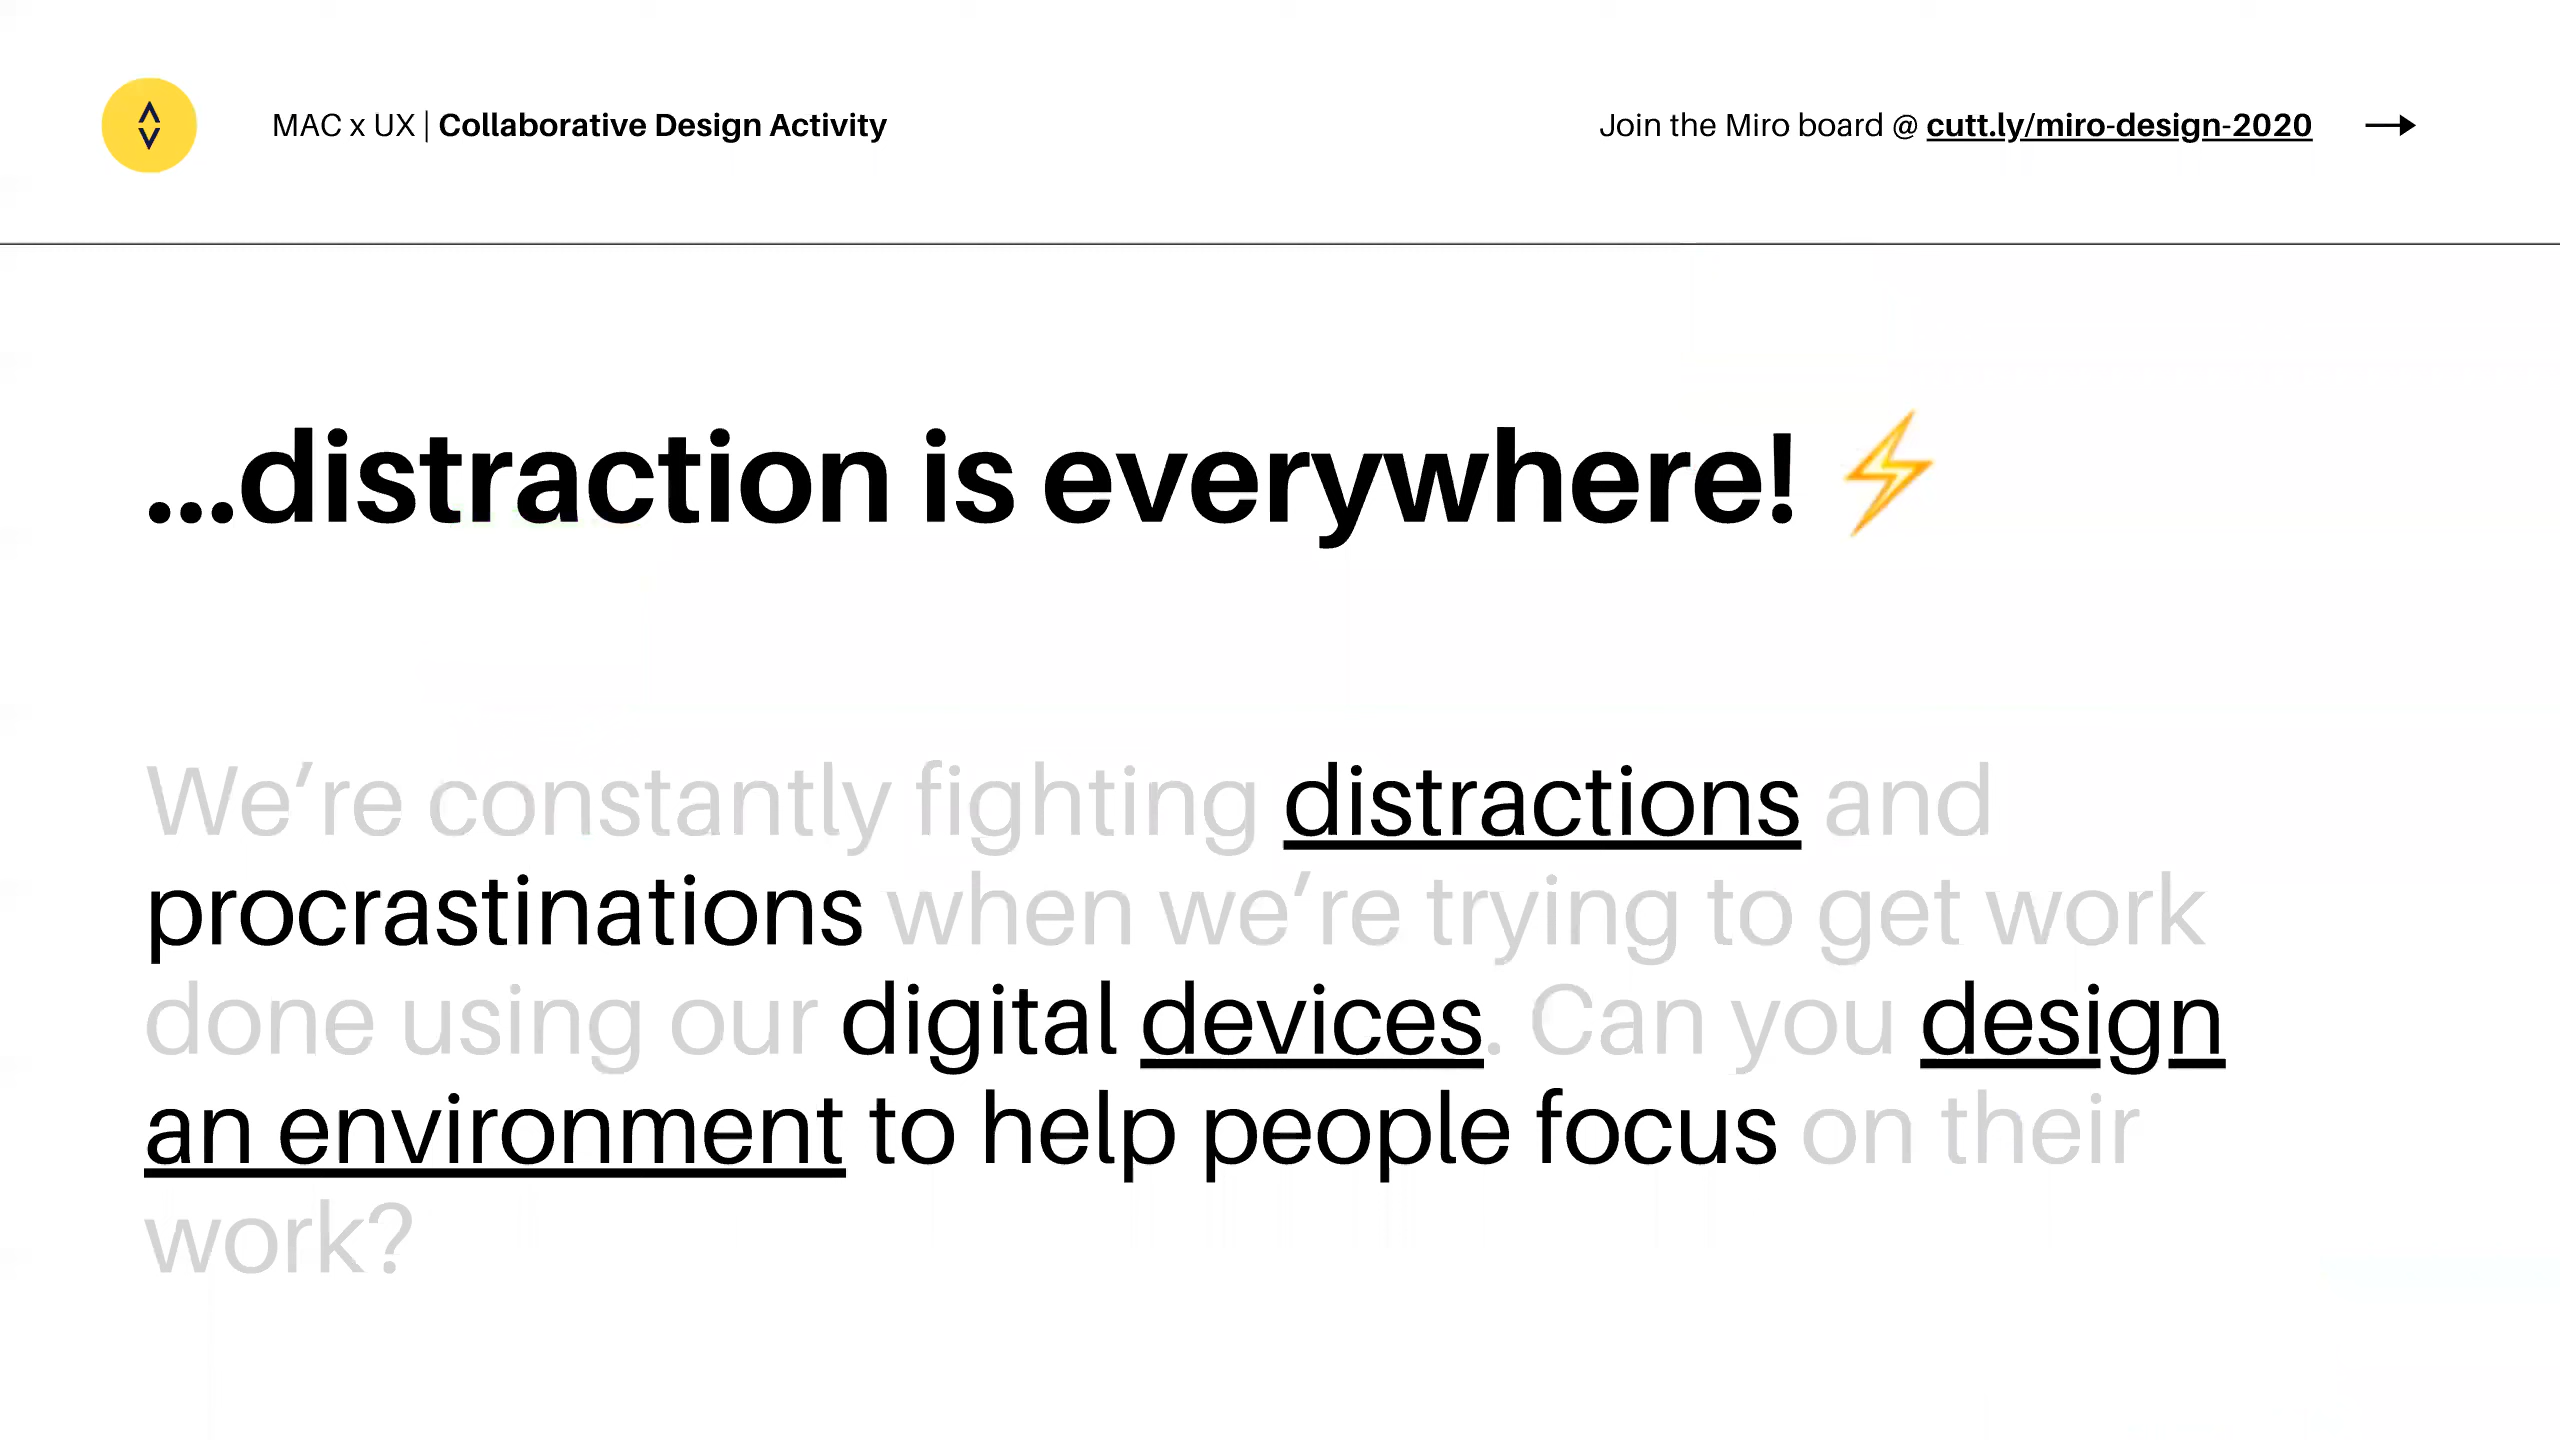 MAC x UX | Collaborative Design Activity
Join the Miro board @ cutt.ly/miro-design-2020
...distraction is everywhere! ⚡
We’re constantly fighting distractions and
procrastinations when we’re trying to get work
done using our digital devices. Can you design
an environment to help people focus on their
work?